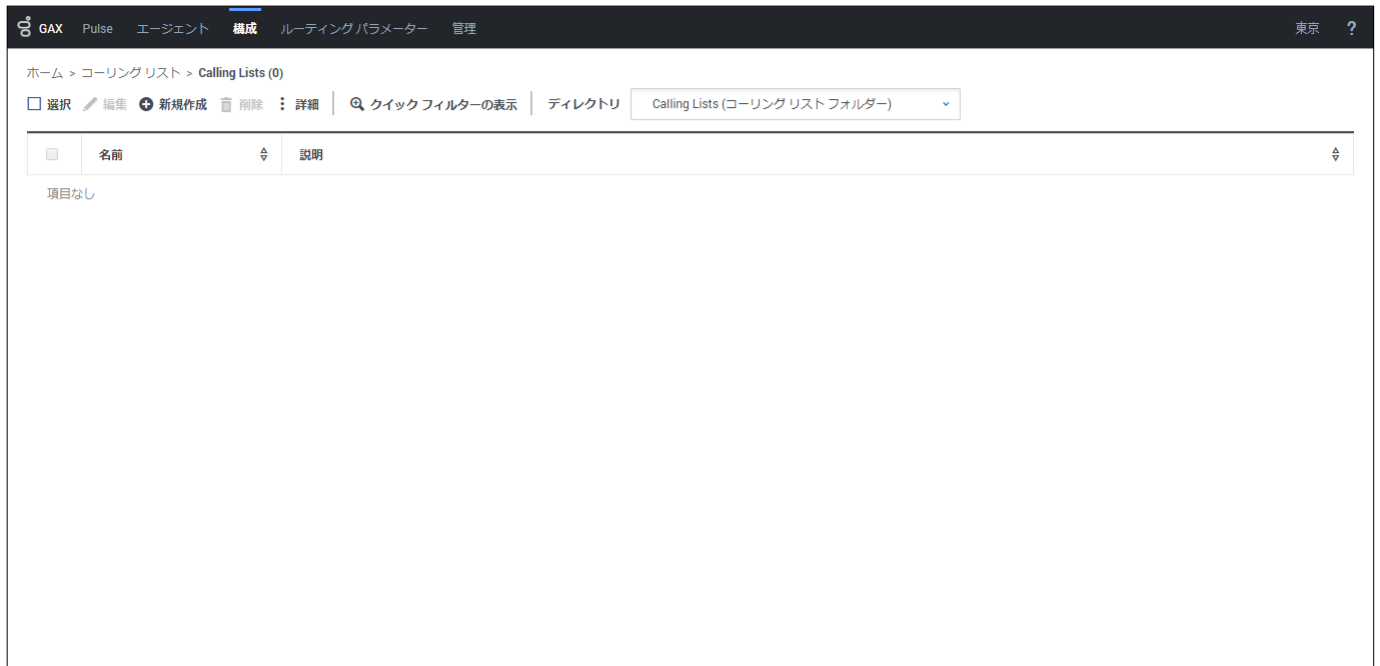 GAX Pulse エージェント 構成 ルーティング パラメーター 管理 東京 ?
ホーム > コーリング リスト > Calling Lists (0)
選択 編集 新規作成 削除 詳細 クイック フィルターの表示 ディレクトリ Calling Lists (コーリング リスト フォルダー)
名前 説明
項目なし